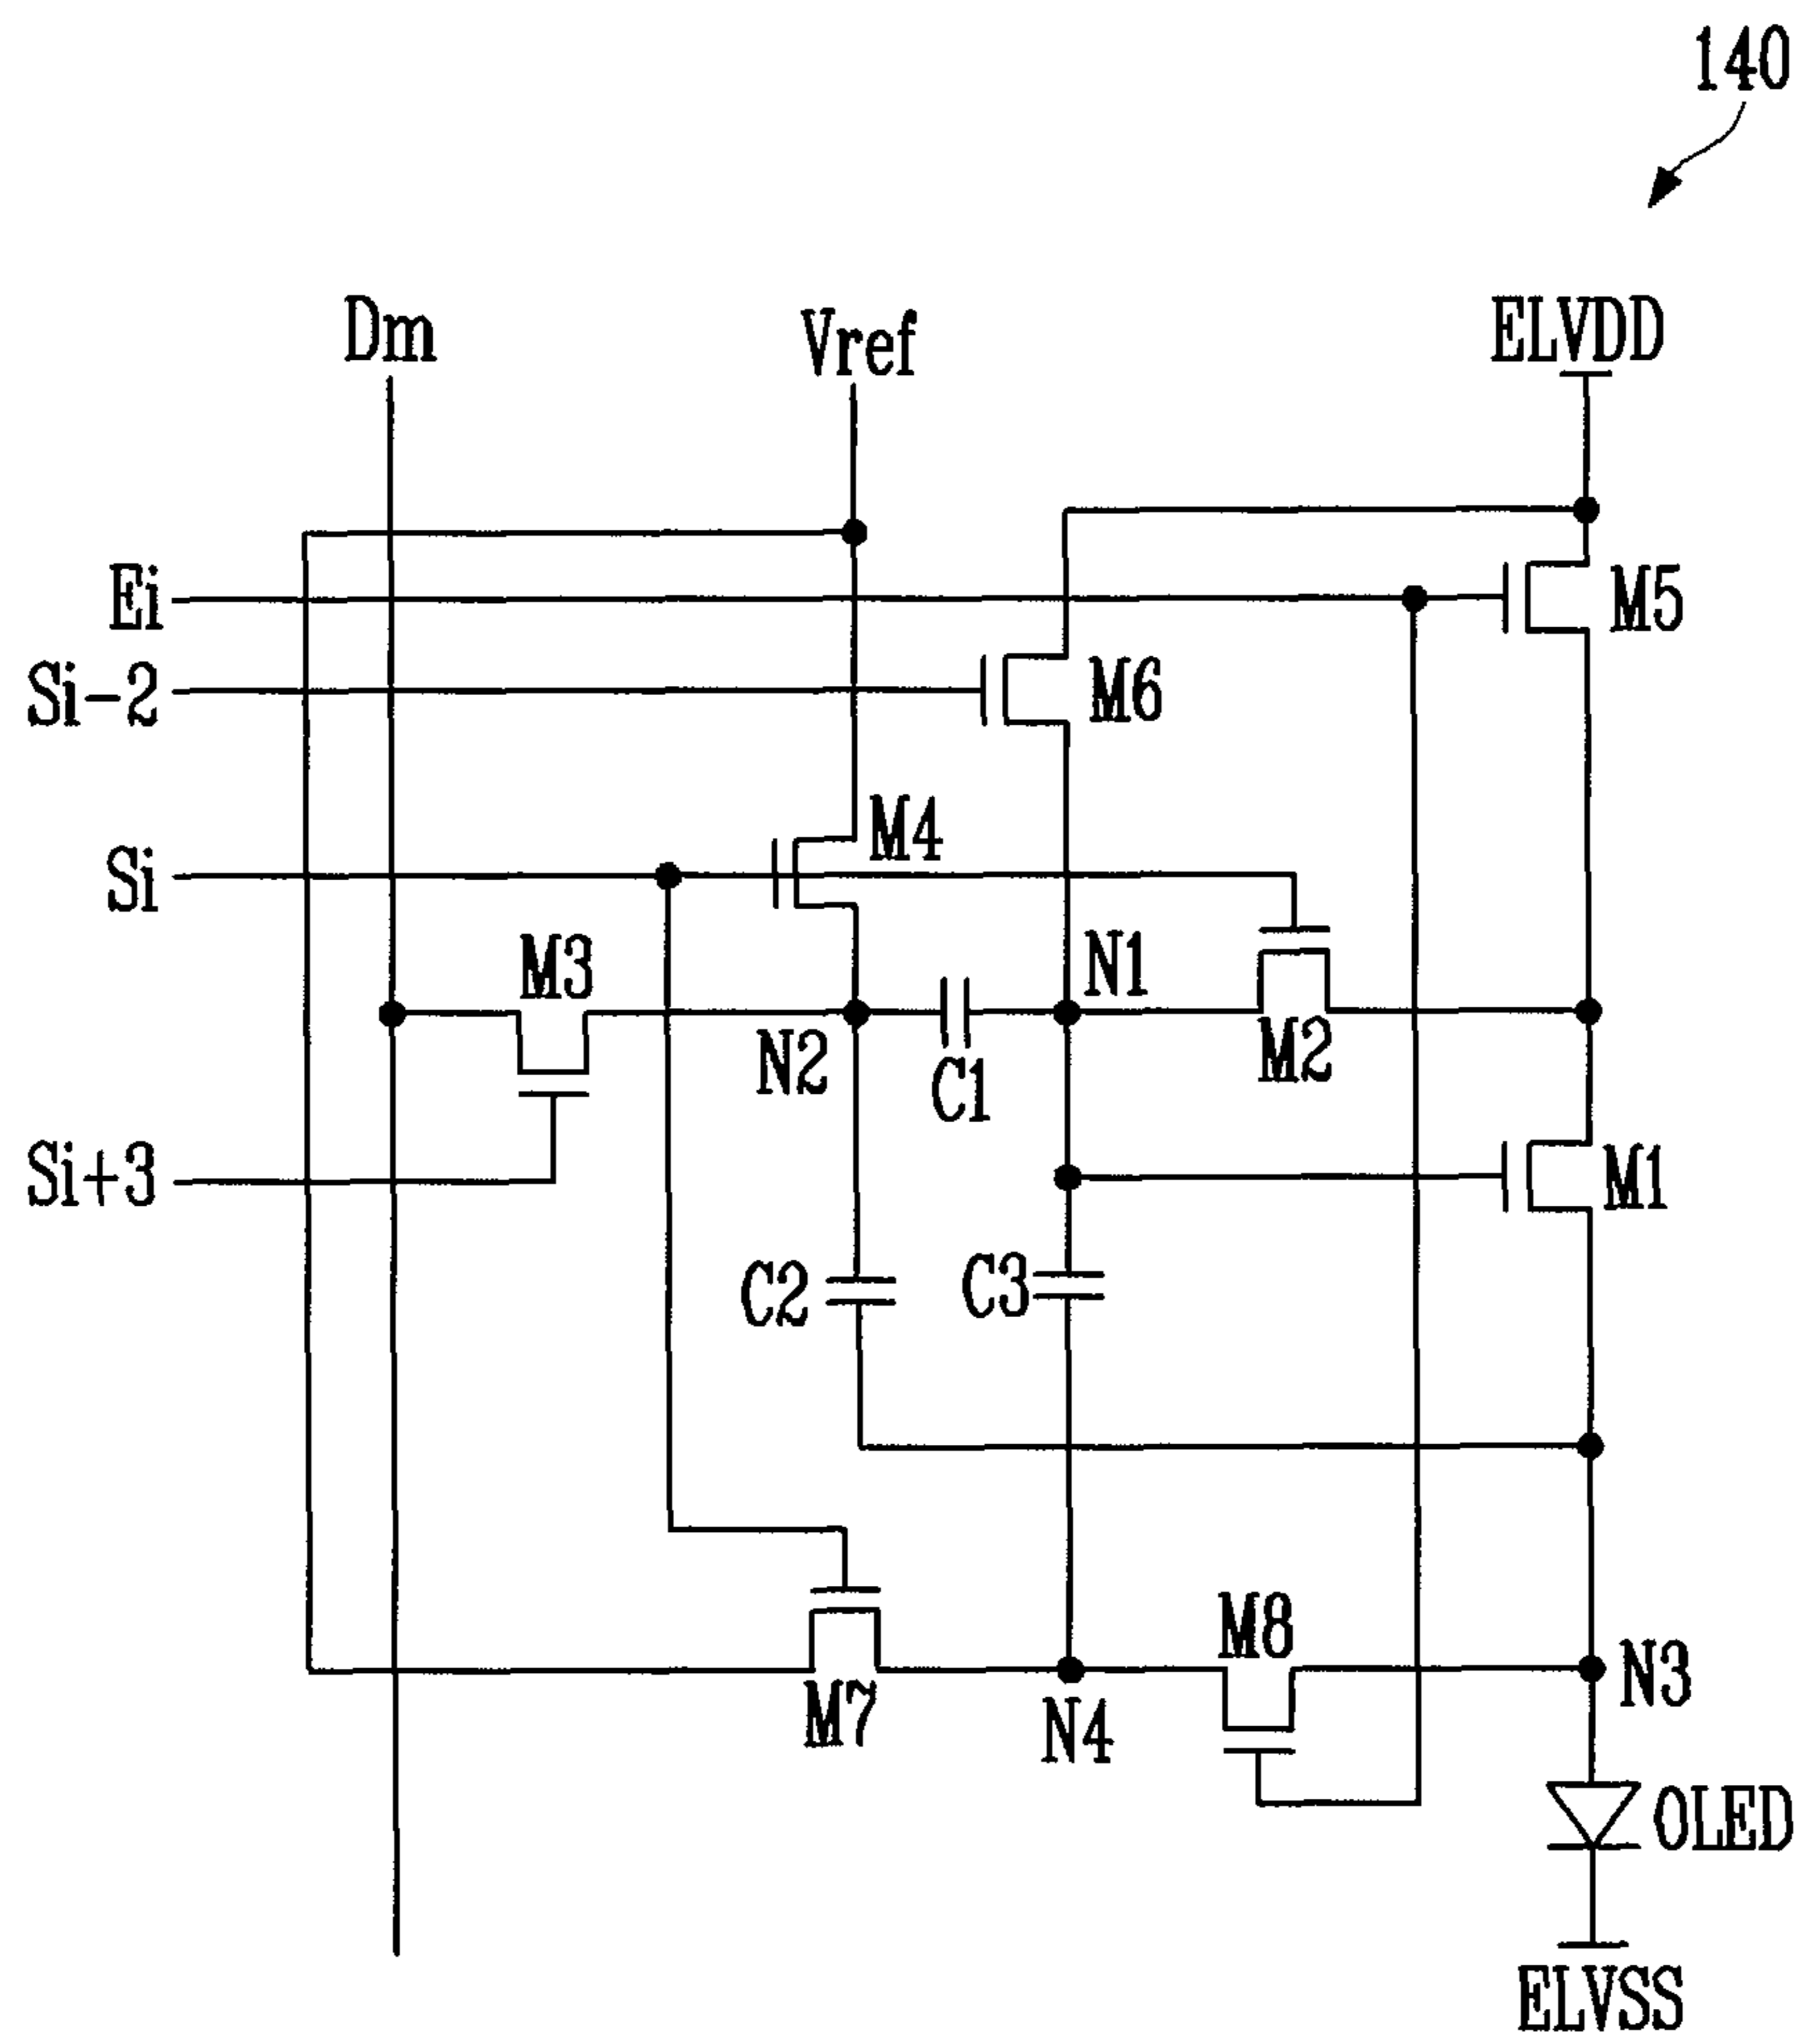 140
Dm
Vref
ELVDD
Ei
M5
Si-2
M6
M4
Si
M3
N1
N2
C1
M2
Si+3
M1
C2
C3
M8
N3
M7
N4
OLED
ELVSS